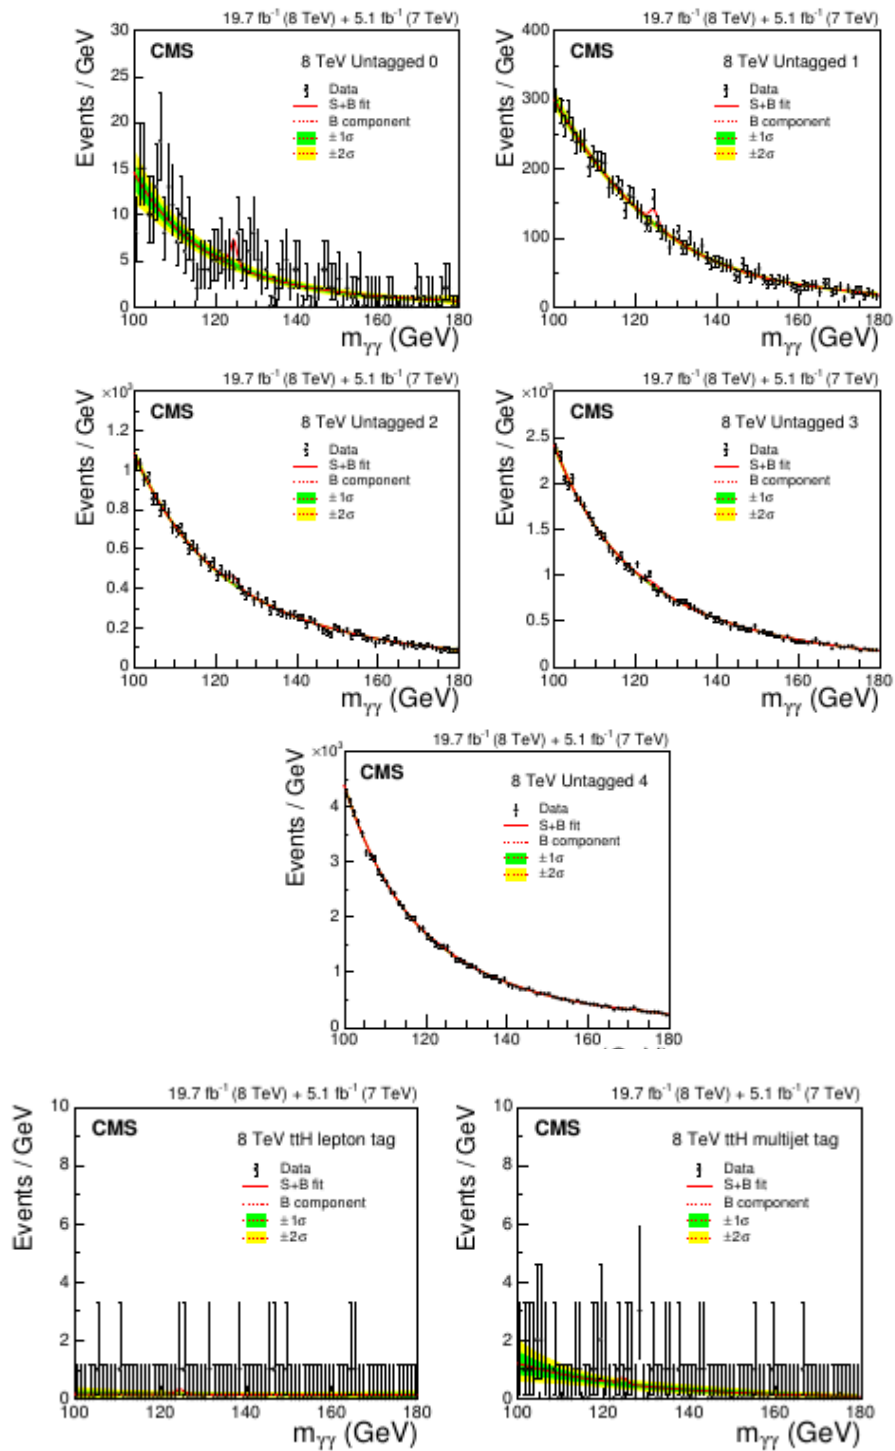 19.7 fb⁻¹ (8 TeV) + 5.1 fb⁻¹ (7 TeV)
CMS
8 TeV Untagged 0
Data
S+B fit
B component
±1σ
±2σ
Events / GeV
30
25
20
15
10
5
0
100 120 140 160 180
mγγ (GeV)
19.7 fb⁻¹ (8 TeV) + 5.1 fb⁻¹ (7 TeV)
CMS
8 TeV Untagged 1
Data
S+B fit
B component
±1σ
±2σ
Events / GeV
400
300
200
100
0
100 120 140 160 180
mγγ (GeV)
19.7 fb⁻¹ (8 TeV) + 5.1 fb⁻¹ (7 TeV)
×10³
CMS
8 TeV Untagged 2
Data
S+B fit
B component
±1σ
±2σ
Events / GeV
1.2
1
0.8
0.6
0.4
0.2
0
100 120 140 160 180
mγγ (GeV)
19.7 fb⁻¹ (8 TeV) + 5.1 fb⁻¹ (7 TeV)
×10³
CMS
8 TeV Untagged 3
Data
S+B fit
B component
±1σ
±2σ
Events / GeV
2.5
2
1.5
1
0.5
0
100 120 140 160 180
mγγ (GeV)
19.7 fb⁻¹ (8 TeV) + 5.1 fb⁻¹ (7 TeV)
×10³
CMS
8 TeV Untagged 4
Data
S+B fit
B component
±1σ
±2σ
Events / GeV
4
3
2
1
0
100 120 140 160 180
19.7 fb⁻¹ (8 TeV) + 5.1 fb⁻¹ (7 TeV)
CMS
8 TeV ttH lepton tag
Data
S+B fit
B component
±1σ
±2σ
Events / GeV
10
8
6
4
2
0
100 120 140 160 180
mγγ (GeV)
19.7 fb⁻¹ (8 TeV) + 5.1 fb⁻¹ (7 TeV)
CMS
8 TeV ttH multijet tag
Data
S+B fit
B component
±1σ
±2σ
Events / GeV
10
8
6
4
2
0
100 120 140 160 180
mγγ (GeV)